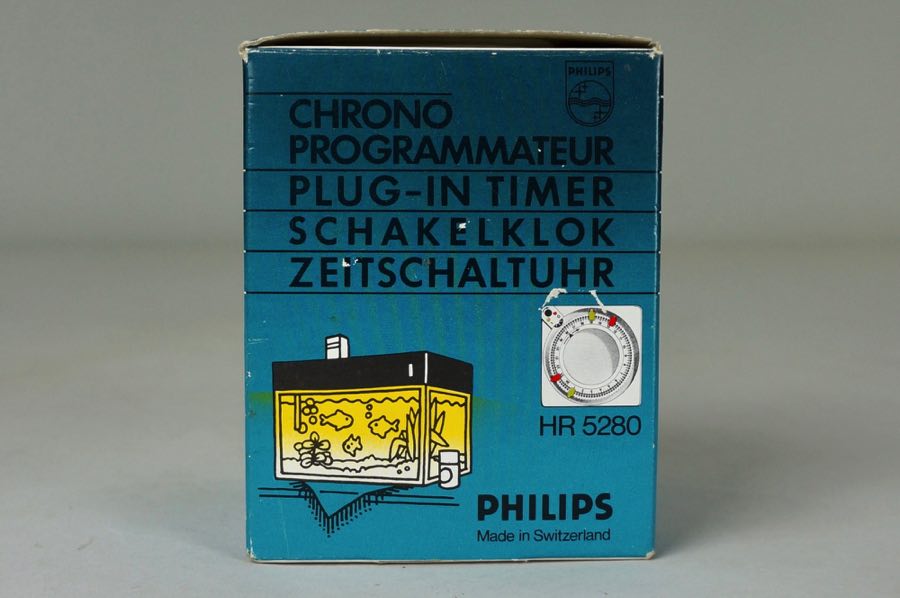 PHILIPS
CHRONO
PROGRAMMATEUR
PLUG-IN TIMER
SCHAKELKLOK
ZEITSCHALTUHR
HR 5280
PHILIPS
Made in Switzerland